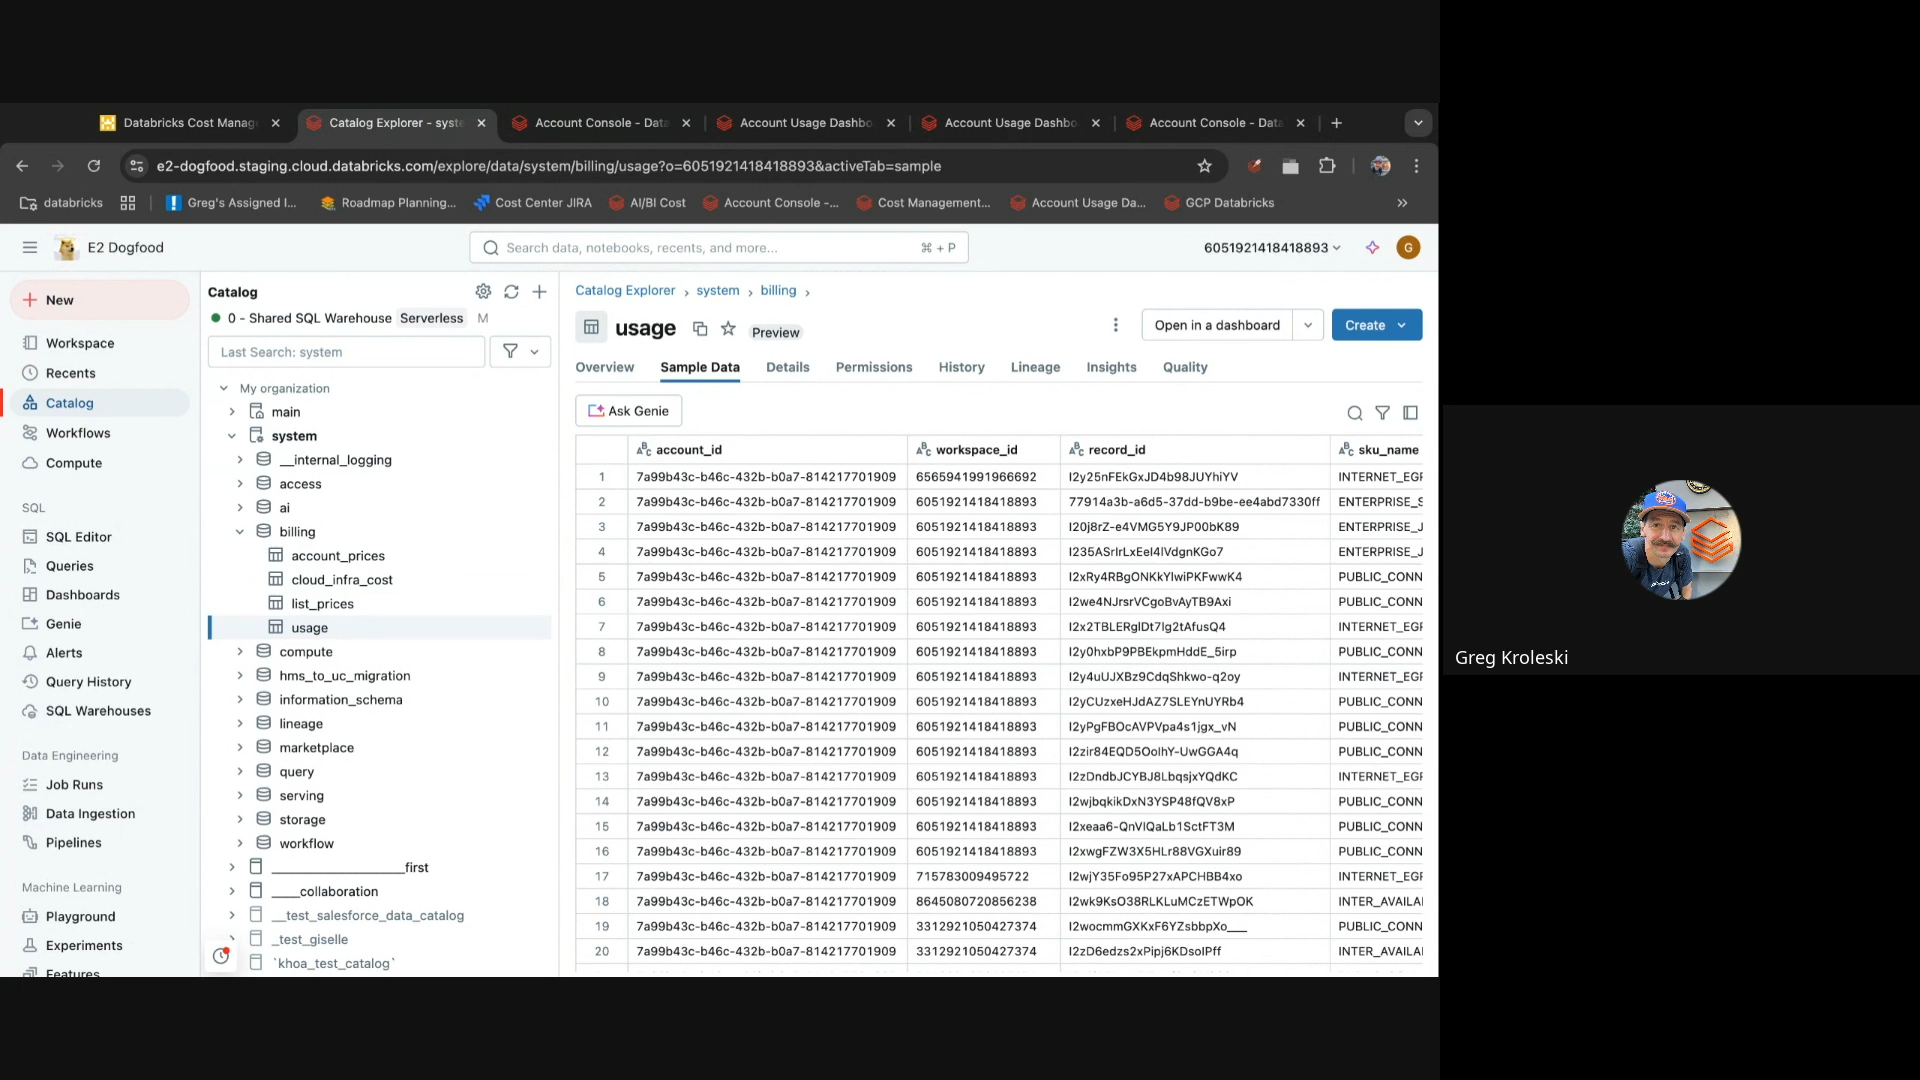 Databricks Cost Manag
Catalog Explorer - syste
Account Console - Data
Account Usage Dashbo
Account Usage Dashbo
Account Console - Data
e2-dogfood.staging.cloud.databricks.com/explore/data/system/billing/usage?o=6051921418418893&activeTab=sample
databricks
Greg's Assigned I...
Roadmap Planning...
Cost Center JIRA
AI/BI Cost
Account Console -...
Cost Management...
Account Usage Da...
GCP Databricks
E2 Dogfood
Search data, notebooks, recents, and more...
⌘ + P
6051921418418893
G
New
Workspace
Recents
Catalog
Workflows
Compute
SQL
SQL Editor
Queries
Dashboards
Genie
Alerts
Query History
SQL Warehouses
Data Engineering
Job Runs
Data Ingestion
Pipelines
Machine Learning
Playground
Experiments
Features
Catalog
0 - Shared SQL Warehouse Serverless M
Last Search: system
My organization
main
system
__internal_logging
access
ai
billing
account_prices
cloud_infra_cost
list_prices
usage
compute
hms_to_uc_migration
information_schema
lineage
marketplace
query
serving
storage
workflow
___________________first
_____collaboration
__test_salesforce_data_catalog
_test_giselle
`khoa_test_catalog`
Catalog Explorer › system › billing ›
usage Preview
Open in a dashboard
Create
Overview Sample Data Details Permissions History Lineage Insights Quality
Ask Genie
account_id workspace_id record_id sku_name
1 7a99b43c-b46c-432b-b0a7-814217701909 6565941991966692 I2y25nFEkGxJD4b98JUYhiYV INTERNET_EGF
2 7a99b43c-b46c-432b-b0a7-814217701909 6051921418418893 77914a3b-a6d5-37dd-b9be-ee4abd7330ff ENTERPRISE_S
3 7a99b43c-b46c-432b-b0a7-814217701909 6051921418418893 I20j8rZ-e4VMG5Y9JP00bK89 ENTERPRISE_J
4 7a99b43c-b46c-432b-b0a7-814217701909 6051921418418893 I235ASrIrLxEeI4lVdgnKGo7 ENTERPRISE_J
5 7a99b43c-b46c-432b-b0a7-814217701909 6051921418418893 I2xRy4RBgONKkYIwiPKFwwK4 PUBLIC_CONN
6 7a99b43c-b46c-432b-b0a7-814217701909 6051921418418893 I2we4NJrsrVCgoBvAyTB9Axi PUBLIC_CONN
7 7a99b43c-b46c-432b-b0a7-814217701909 6051921418418893 I2x2TBLERglDt7Ig2tAfusQ4 INTERNET_EGF
8 7a99b43c-b46c-432b-b0a7-814217701909 6051921418418893 I2y0hxbP9PBEkpmHddE_5irp PUBLIC_CONN
9 7a99b43c-b46c-432b-b0a7-814217701909 6051921418418893 I2y4uUJXBz9CdqShkwo-q2oy INTERNET_EGF
10 7a99b43c-b46c-432b-b0a7-814217701909 6051921418418893 I2yCUzxeHJdAZ7SLEYnUYRb4 PUBLIC_CONN
11 7a99b43c-b46c-432b-b0a7-814217701909 6051921418418893 I2yPgFBOcAVPVpa4s1jgx_vN PUBLIC_CONN
12 7a99b43c-b46c-432b-b0a7-814217701909 6051921418418893 I2zir84EQD5OoIhY-UwGGA4q PUBLIC_CONN
13 7a99b43c-b46c-432b-b0a7-814217701909 6051921418418893 I2zDndbJCYBJ8LbqsjxYQdKC INTERNET_EGF
14 7a99b43c-b46c-432b-b0a7-814217701909 6051921418418893 I2wjbqkikDxN3YSP48fQV8xP PUBLIC_CONN
15 7a99b43c-b46c-432b-b0a7-814217701909 6051921418418893 I2xeaa6-QnVIQaLb1SctFT3M PUBLIC_CONN
16 7a99b43c-b46c-432b-b0a7-814217701909 6051921418418893 I2xwgFZW3X5HLr88VGXuir89 PUBLIC_CONN
17 7a99b43c-b46c-432b-b0a7-814217701909 715783009495722 I2wjY35Fo95P27xAPCHBB4xo INTERNET_EGF
18 7a99b43c-b46c-432b-b0a7-814217701909 8645080720856238 I2wk9KsO38RLKLuMCzETWpOK INTER_AVAILAI
19 7a99b43c-b46c-432b-b0a7-814217701909 3312921050427374 I2wocmmGXKxF6YZsbbpXo___ PUBLIC_CONN
20 7a99b43c-b46c-432b-b0a7-814217701909 3312921050427374 I2zD6edzs2xPipj6KDsoIPff INTER_AVAILAI
Greg Kroleski